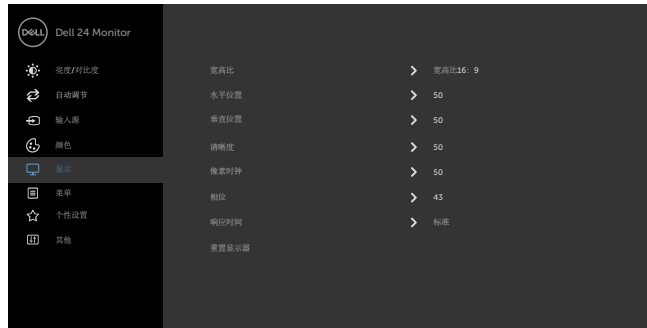 DELL Dell 24 Monitor
亮度/对比度
自动调节
输入源
颜色
显示
菜单
个性设置
其他
宽高比 宽高比16: 9
水平位置 50
垂直位置 50
清晰度 50
像素时钟 50
相位 43
响应时间 标准
重置显示器